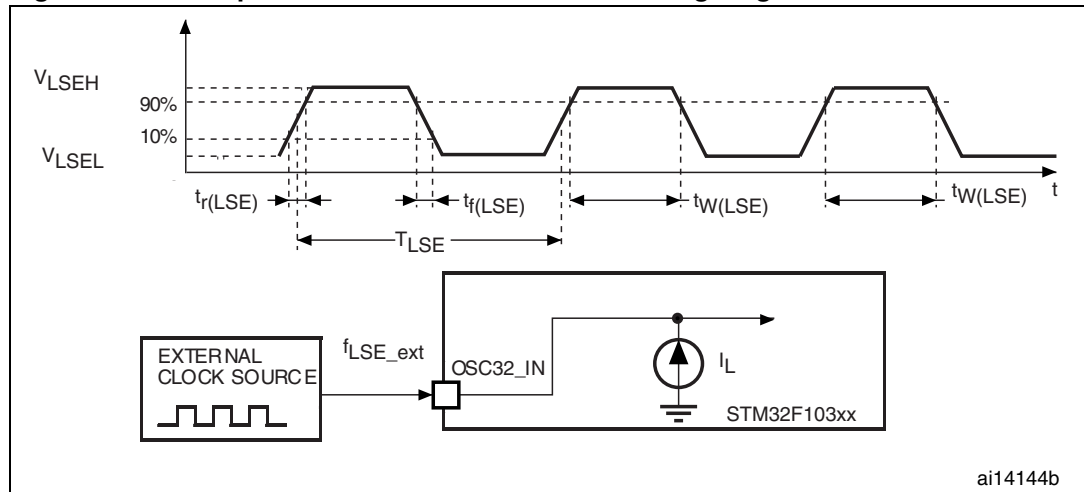 V_LSEH
90%
10%
V_LSEL
t_r(LSE)
t_f(LSE)
t_W(LSE)
t_W(LSE)
t
T_LSE
EXTERNAL
CLOCK SOURCE
f_LSE_ext
OSC32_IN
I_L
STM32F103xx
ai14144b